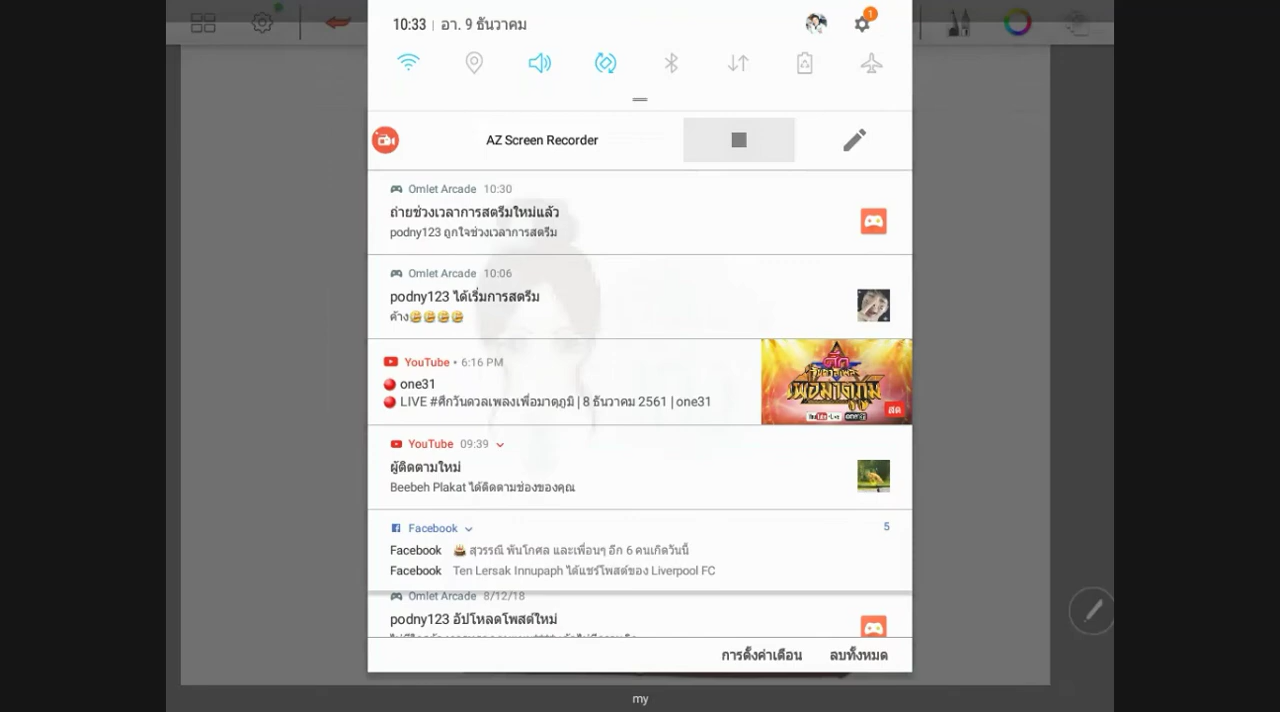 10:33 | อา. 9 ธันวาคม
1
AZ Screen Recorder
Omlet Arcade 10:30
ถ่ายช่วงเวลาการสตรีมใหม่แล้ว
podny123 ถูกใจช่วงเวลาการสตรีม
Omlet Arcade 10:06
podny123 ได้เริ่มการสตรีม
ค้าง🤪🤪🤪🤪
YouTube • 6:16 PM
🔴 one31
🔴 LIVE #ศึกวันดวลเพลงเพื่อมาตุภูมิ | 8 ธันวาคม 2561 | one31
เพื่อมาตุภูมิ
สด
YouTube 09:39
ผู้ติดตามใหม่
Beebeh Plakat ได้ติดตามช่องของคุณ
Facebook 5
Facebook 🎂 สุวรรณี พันโกศล และเพื่อนๆ อีก 6 คนเกิดวันนี้
Facebook Ten Lersak Innupaph ได้แชร์โพสต์ของ Liverpool FC
Omlet Arcade 8/12/18
podny123 อัปโหลดโพสต์ใหม่
การตั้งค่าเตือน ลบทั้งหมด
my